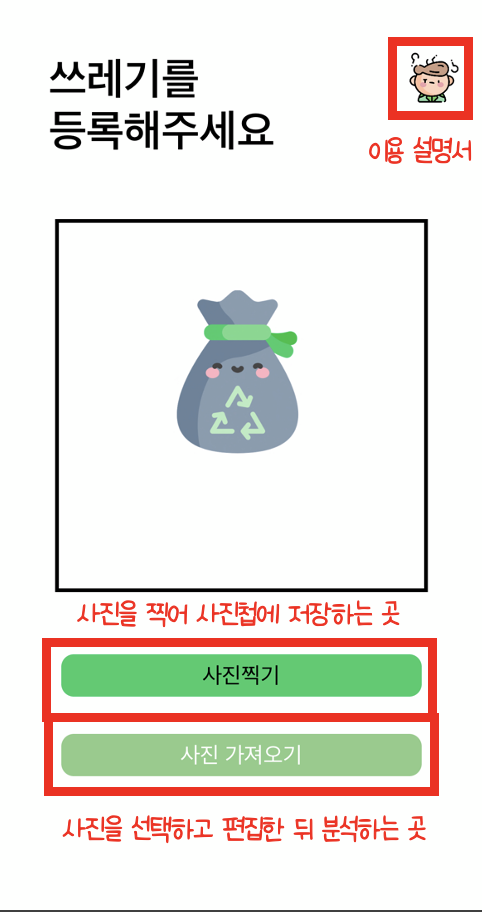 쓰레기를
등록해주세요
이용 설명서
사진을 찍어 사진첩에 저장하는 곳
사진찍기
사진 가져오기
사진을 선택하고 편집한 뒤 분석하는 곳